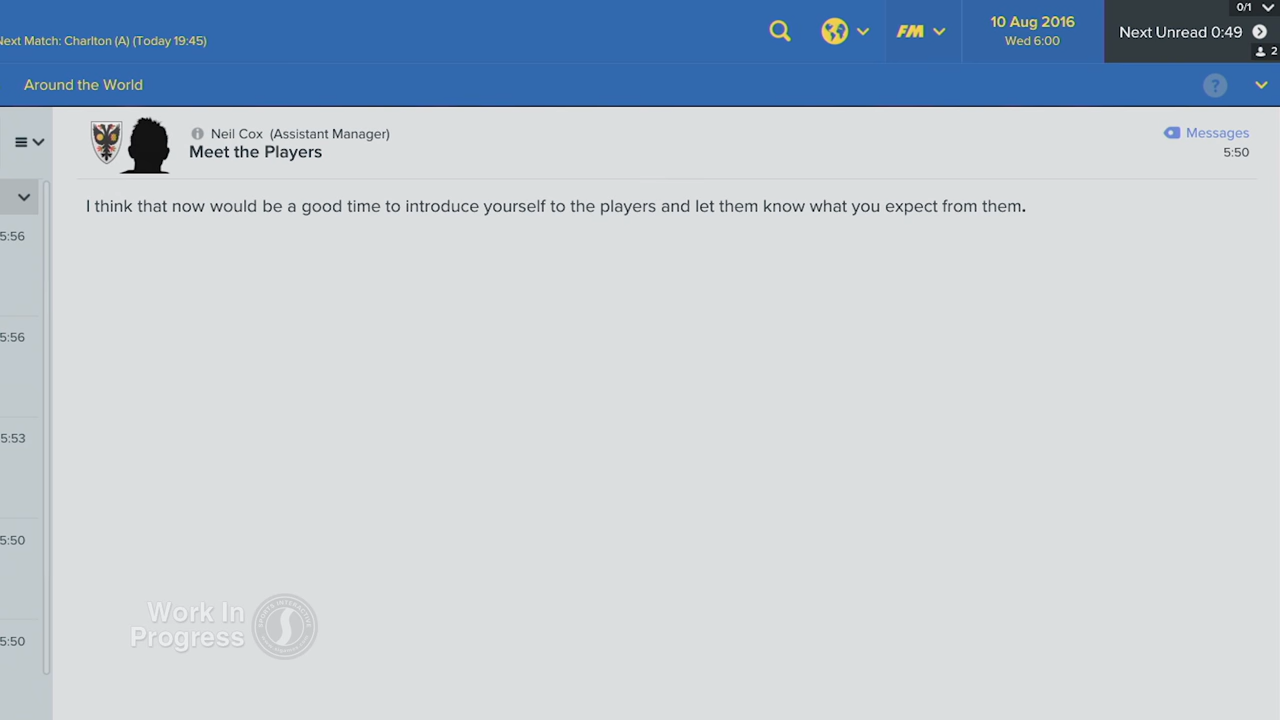 0/1
Next Match: Charlton (A) (Today 19:45)
FM
10 Aug 2016
Wed 6:00
Next Unread 0:49
2
Around the World
?
Neil Cox (Assistant Manager)
Messages
Meet the Players
5:50
I think that now would be a good time to introduce yourself to the players and let them know what you expect from them.
5:56
5:56
5:53
5:50
5:50
Work In
Progress
SPORTS INTERACTIVE